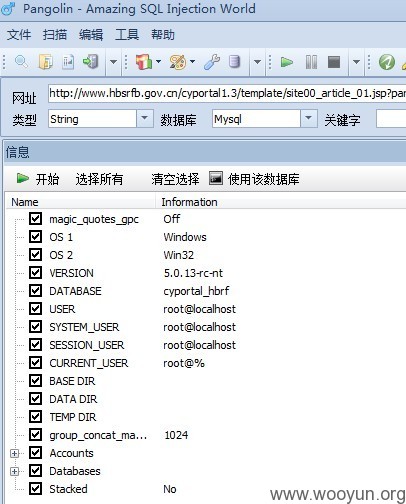 Pangolin - Amazing SQL Injection World
文件 扫描 编辑 工具 帮助
网址 http://www.hbsrfb.gov.cn/cyportal1.3/template/site00_article_01.jsp?par
类型 String 数据库 Mysql 关键字
信息
开始 选择所有 清空选择 使用该数据库
Name Information
magic_quotes_gpc Off
OS 1 Windows
OS 2 Win32
VERSION 5.0.13-rc-nt
DATABASE cyportal_hbrf
USER root@localhost
SYSTEM_USER root@localhost
SESSION_USER root@localhost
CURRENT_USER root@%
BASE DIR
DATA DIR
TEMP DIR
group_concat_ma... 1024
Accounts
Databases
Stacked No
www.wooyun.org